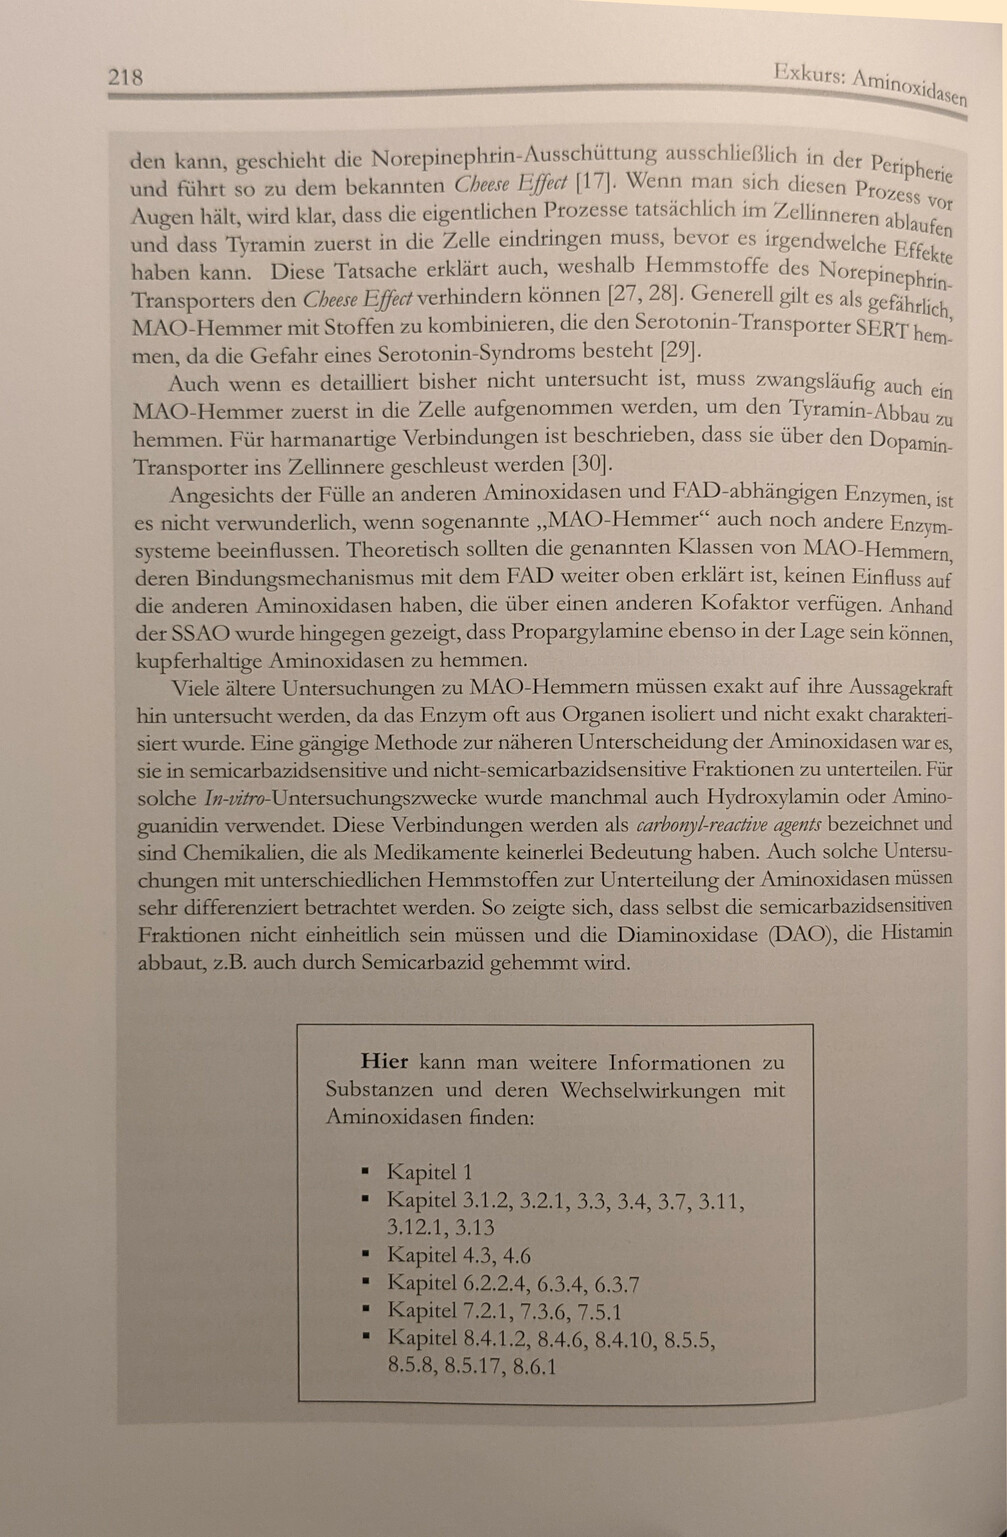 218
Exkurs: Aminoxidasen
den kann, geschieht die Norepinephrin-Ausschüttung ausschließlich in der Peripherie
und führt so zu dem bekannten Cheese Effect [17]. Wenn man sich diesen Prozess vor
Augen hält, wird klar, dass die eigentlichen Prozesse tatsächlich im Zellinneren ablaufen
und dass Tyramin zuerst in die Zelle eindringen muss, bevor es irgendwelche Effekte
haben kann. Diese Tatsache erklärt auch, weshalb Hemmstoffe des Norepinephrin-
Transporters den Cheese Effect verhindern können [27, 28]. Generell gilt es als gefährlich,
MAO-Hemmer mit Stoffen zu kombinieren, die den Serotonin-Transporter SERT hem-
men, da die Gefahr eines Serotonin-Syndroms besteht [29].
Auch wenn es detailliert bisher nicht untersucht ist, muss zwangsläufig auch ein
MAO-Hemmer zuerst in die Zelle aufgenommen werden, um den Tyramin-Abbau zu
hemmen. Für harmanartige Verbindungen ist beschrieben, dass sie über den Dopamin-
Transporter ins Zellinnere geschleust werden [30].
Angesichts der Fülle an anderen Aminoxidasen und FAD-abhängigen Enzymen, ist
es nicht verwunderlich, wenn sogenannte „MAO-Hemmer“ auch noch andere Enzym-
systeme beeinflussen. Theoretisch sollten die genannten Klassen von MAO-Hemmern,
deren Bindungsmechanismus mit dem FAD weiter oben erklärt ist, keinen Einfluss auf
die anderen Aminoxidasen haben, die über einen anderen Kofaktor verfügen. Anhand
der SSAO wurde hingegen gezeigt, dass Propargylamine ebenso in der Lage sein können,
kupferhaltige Aminoxidasen zu hemmen.
Viele ältere Untersuchungen zu MAO-Hemmern müssen exakt auf ihre Aussagekraft
hin untersucht werden, da das Enzym oft aus Organen isoliert und nicht exakt charakteri-
siert wurde. Eine gängige Methode zur näheren Unterscheidung der Aminoxidasen war es,
sie in semicarbazidsensitive und nicht-semicarbazidsensitive Fraktionen zu unterteilen. Für
solche In-vitro-Untersuchungszwecke wurde manchmal auch Hydroxylamin oder Amino-
guanidin verwendet. Diese Verbindungen werden als carbonyl-reactive agents bezeichnet und
sind Chemikalien, die als Medikamente keinerlei Bedeutung haben. Auch solche Untersu-
chungen mit unterschiedlichen Hemmstoffen zur Unterteilung der Aminoxidasen müssen
sehr differenziert betrachtet werden. So zeigte sich, dass selbst die semicarbazidsensitiven
Fraktionen nicht einheitlich sein müssen und die Diaminoxidase (DAO), die Histamin
abbaut, z.B. auch durch Semicarbazid gehemmt wird.
Hier kann man weitere Informationen zu
Substanzen und deren Wechselwirkungen mit
Aminoxidasen finden:
▪ Kapitel 1
▪ Kapitel 3.1.2, 3.2.1, 3.3, 3.4, 3.7, 3.11,
3.12.1, 3.13
▪ Kapitel 4.3, 4.6
▪ Kapitel 6.2.2.4, 6.3.4, 6.3.7
▪ Kapitel 7.2.1, 7.3.6, 7.5.1
▪ Kapitel 8.4.1.2, 8.4.6, 8.4.10, 8.5.5,
8.5.8, 8.5.17, 8.6.1